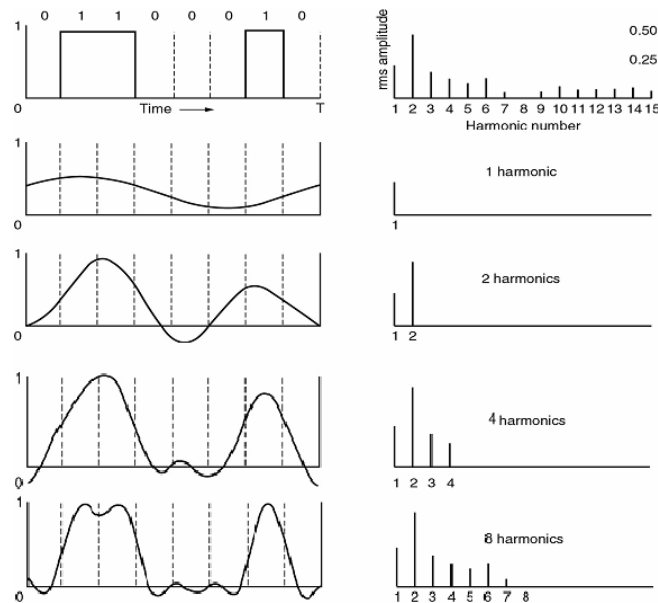 0 1 1 0 0 0 1 0
1
0
Time
T
rms amplitude
0.50
0.25
1 2 3 4 5 6 7 8 9 10 11 12 13 14 15
Harmonic number
1
0
1 harmonic
1
1
0
2 harmonics
1 2
1
0
4 harmonics
1 2 3 4
1
0
8 harmonics
1 2 3 4 5 6 7 8